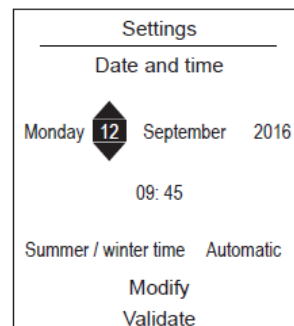 Settings
Date and time
Monday 12 September 2016
09: 45
Summer / winter time Automatic
Modify
Validate